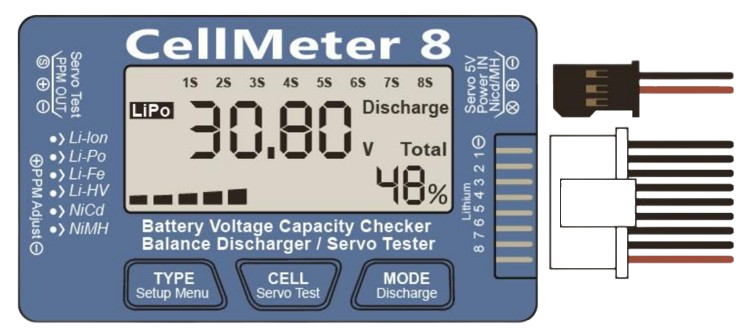 CellMeter 8
Servo Test
PPM OUT
Ⓢ ⊕ ⊖
Servo 5V
Power IN
Nicd/MH
⊖ ⊕ ⊗
1S 2S 3S 4S 5S 6S 7S 8S
LiPo
Discharge
30.80 V
Total
48%
Li-Ion
Li-Po
Li-Fe
Li-HV
NiCd
NiMH
⊕PPM Adjust⊖
Lithium
8 7 6 5 4 3 2 1 ⊖
Battery Voltage Capacity Checker
Balance Discharger / Servo Tester
TYPE
Setup Menu
CELL
Servo Test
MODE
Discharge